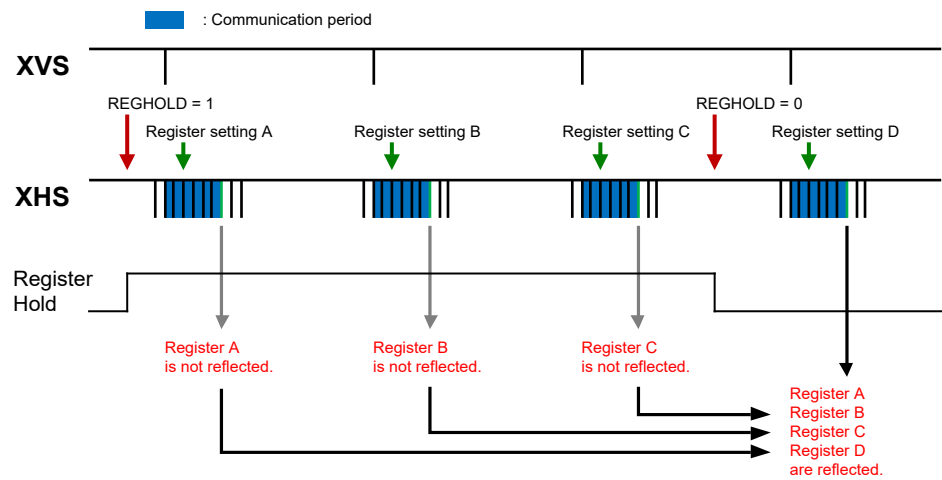 : Communication period
XVS
REGHOLD = 1
REGHOLD = 0
Register setting A
Register setting B
Register setting C
Register setting D
XHS
Register
Hold
Register A
is not reflected.
Register B
is not reflected.
Register C
is not reflected.
Register A
Register B
Register C
Register D
are reflected.